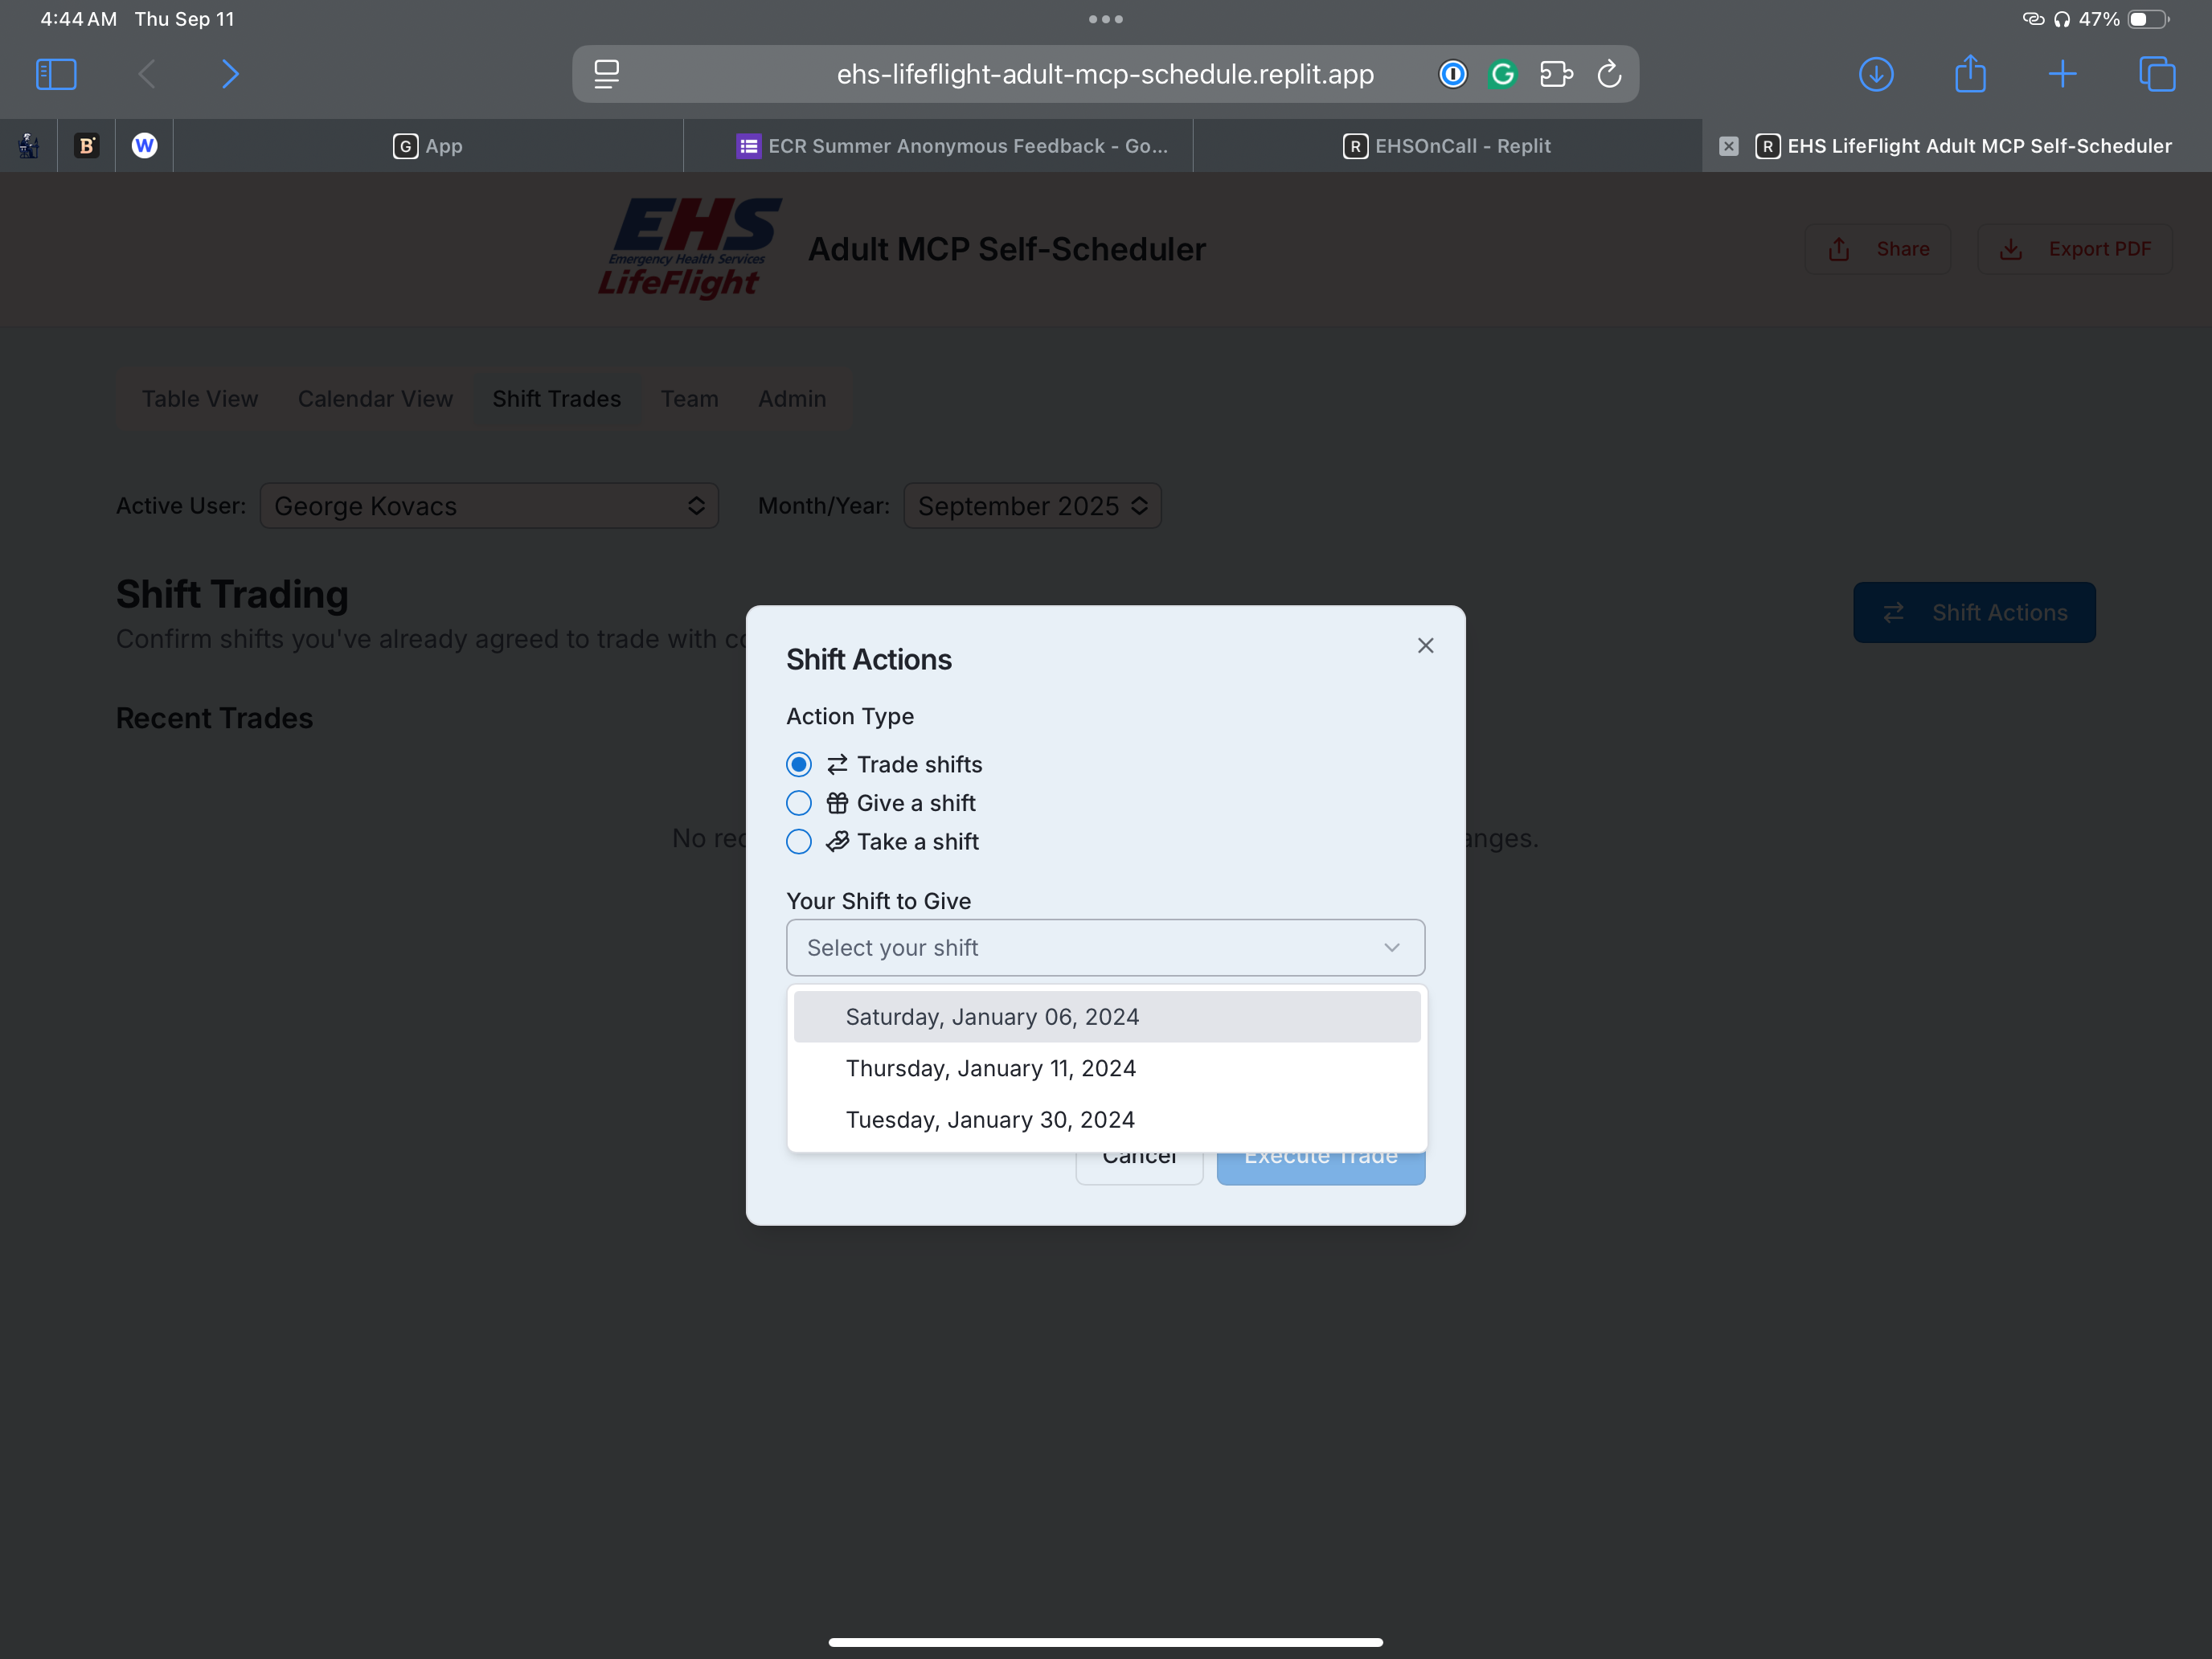 4:44 AM Thu Sep 11
47%
ehs-lifeflight-adult-mcp-schedule.replit.app
G App
ECR Summer Anonymous Feedback - Go...
R EHSOnCall - Replit
R EHS LifeFlight Adult MCP Self-Scheduler
EHS
Emergency Health Services
LifeFlight
Adult MCP Self-Scheduler
Share
Export PDF
Table View
Calendar View
Shift Trades
Team
Admin
Active User: George Kovacs
Month/Year: September 2025
Shift Trading
Shift Actions
Confirm shifts you've already agreed to trade with
Recent Trades
No
Shift Actions
Action Type
Trade shifts
Give a shift
Take a shift
Your Shift to Give
Select your shift
Saturday, January 06, 2024
Thursday, January 11, 2024
Tuesday, January 30, 2024
Cancel
Execute Trade